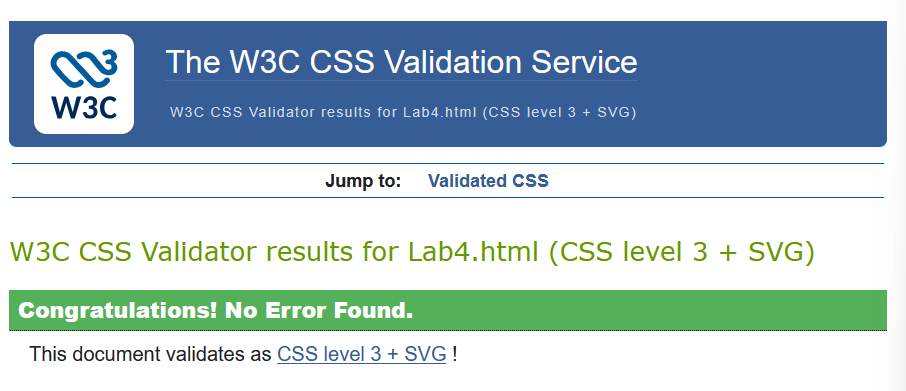 W3C
The W3C CSS Validation Service
W3C CSS Validator results for Lab4.html (CSS level 3 + SVG)
Jump to: Validated CSS
W3C CSS Validator results for Lab4.html (CSS level 3 + SVG)
Congratulations! No Error Found.
This document validates as CSS level 3 + SVG !